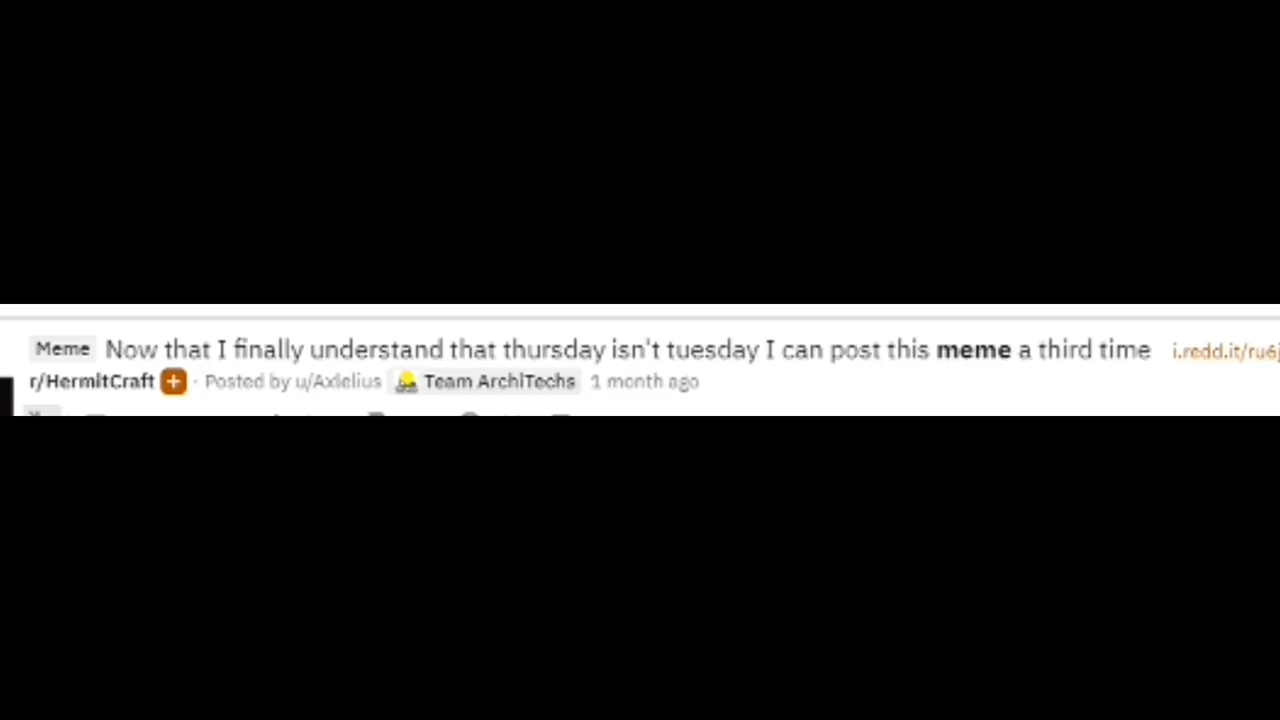 Meme Now that I finally understand that thursday isn't tuesday I can post this meme a third time i.redd.it/ru6j
r/HermitCraft + · Posted by u/Axlelius Team ArchiTechs 1 month ago